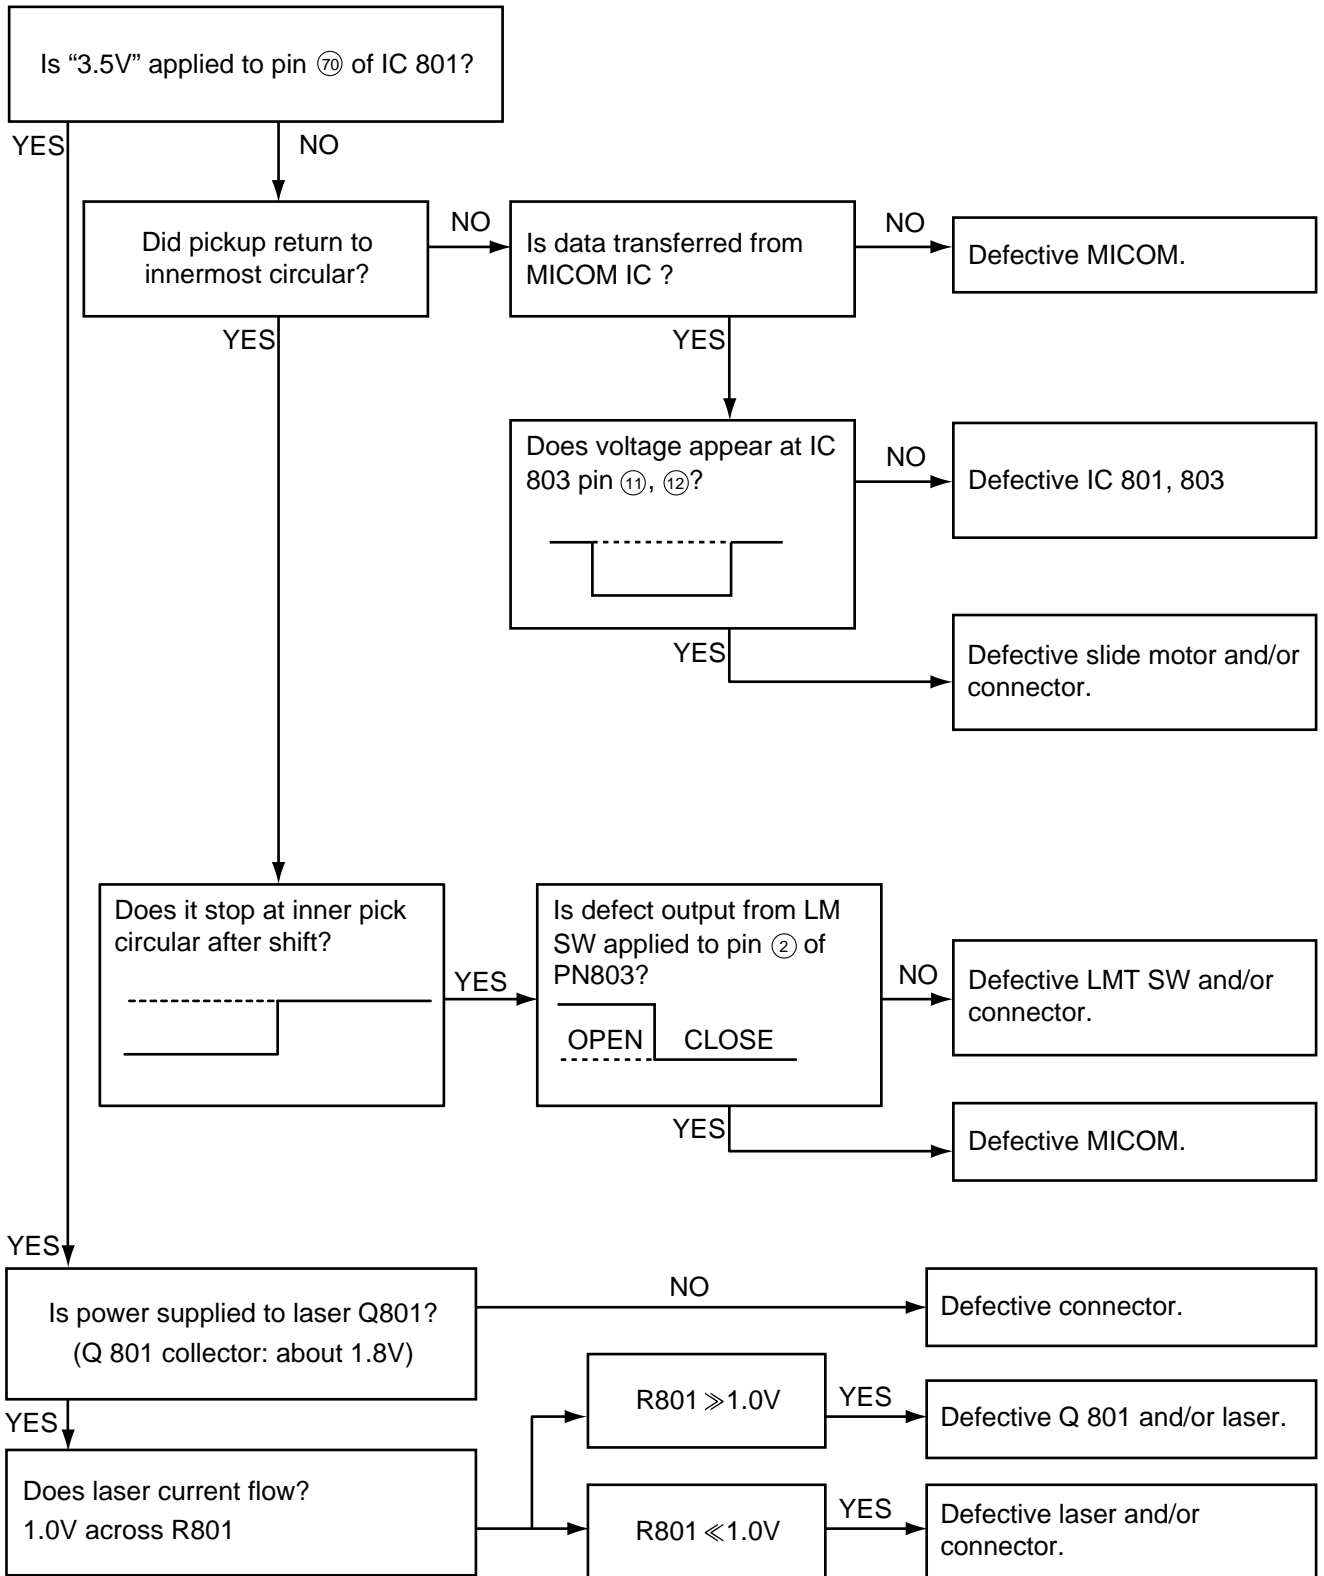 Is “3.5V” applied to pin ⑦⓪ of IC 801?
YES
NO
Did pickup return to
innermost circular?
NO
Is data transferred from
MICOM IC ?
NO
Defective MICOM.
YES
YES
Does voltage appear at IC
803 pin ⑪, ⑫?
NO
Defective IC 801, 803
YES
Defective slide motor and/or
connector.
Does it stop at inner pick
circular after shift?
YES
Is defect output from LM
SW applied to pin ② of
PN803?
OPEN
CLOSE
NO
Defective LMT SW and/or
connector.
YES
Defective MICOM.
YES
Is power supplied to laser Q801?
(Q 801 collector: about 1.8V)
NO
Defective connector.
YES
R801 ≫1.0V
YES
Defective Q 801 and/or laser.
Does laser current flow?
1.0V across R801
R801 ≪1.0V
YES
Defective laser and/or
connector.